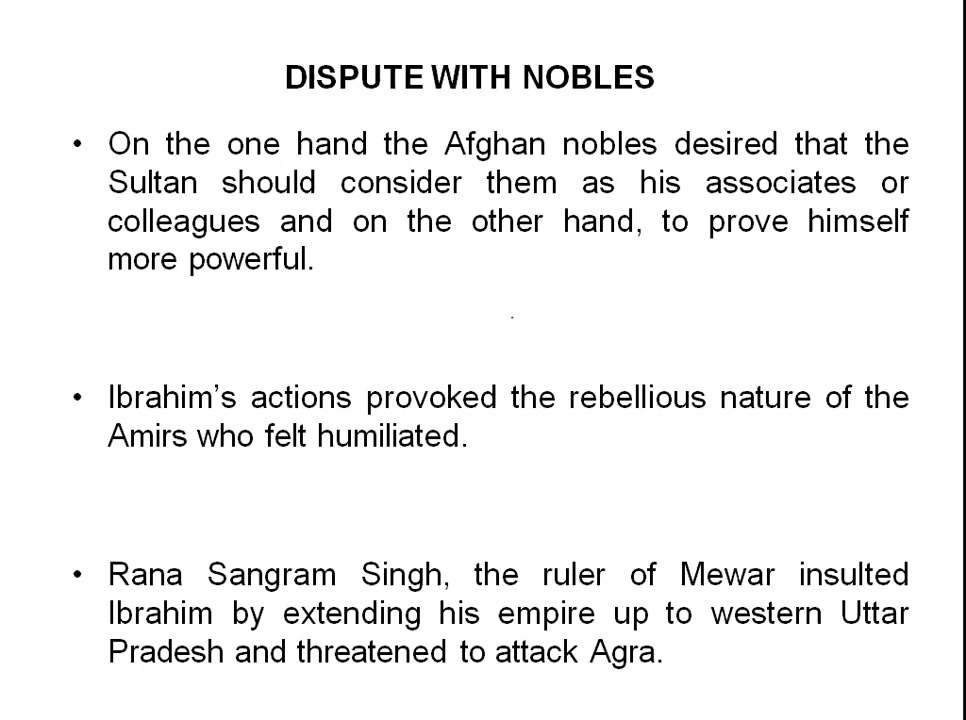 DISPUTE WITH NOBLES
• On the one hand the Afghan nobles desired that the
Sultan should consider them as his associates or
colleagues and on the other hand, to prove himself
more powerful.
• Ibrahim’s actions provoked the rebellious nature of the
Amirs who felt humiliated.
• Rana Sangram Singh, the ruler of Mewar insulted
Ibrahim by extending his empire up to western Uttar
Pradesh and threatened to attack Agra.